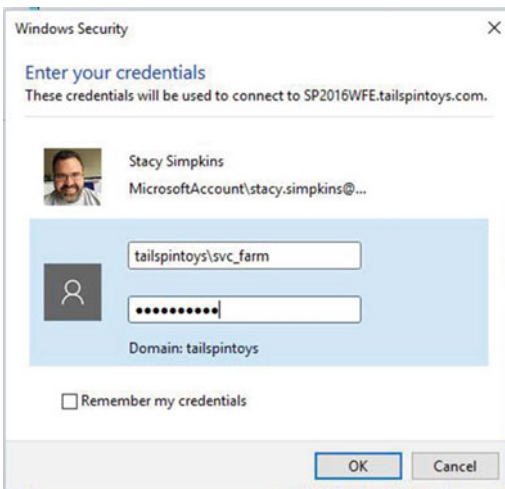 Windows Security
Enter your credentials
These credentials will be used to connect to SP2016WFE.tailspintoys.com.
Stacy Simpkins
MicrosoftAccount\stacy.simpkins@...
tailspintoys\svc_farm
●●●●●●●●●●
Domain: tailspintoys
Remember my credentials
OK Cancel